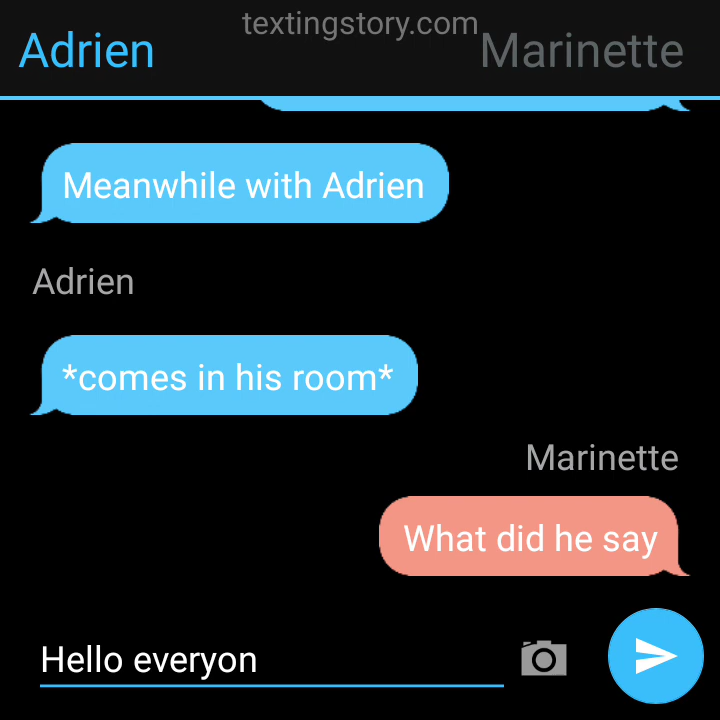 textingstory.com
Adrien
Marinette
Meanwhile with Adrien
Adrien
*comes in his room*
Marinette
What did he say
Hello everyon